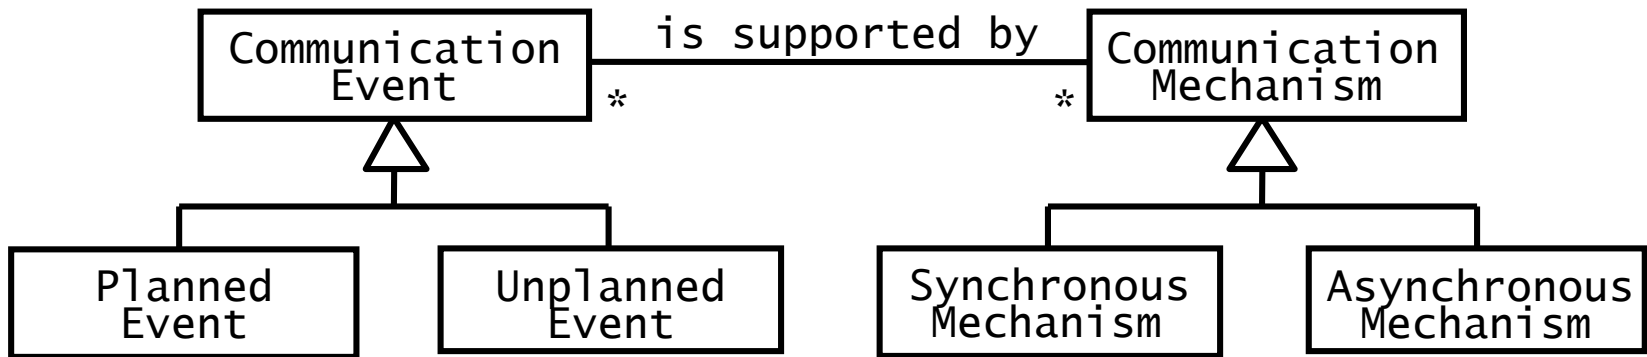 Communication
Event
is supported by
*
*
Communication
Mechanism
Planned
Event
Unplanned
Event
Synchronous
Mechanism
Asynchronous
Mechanism